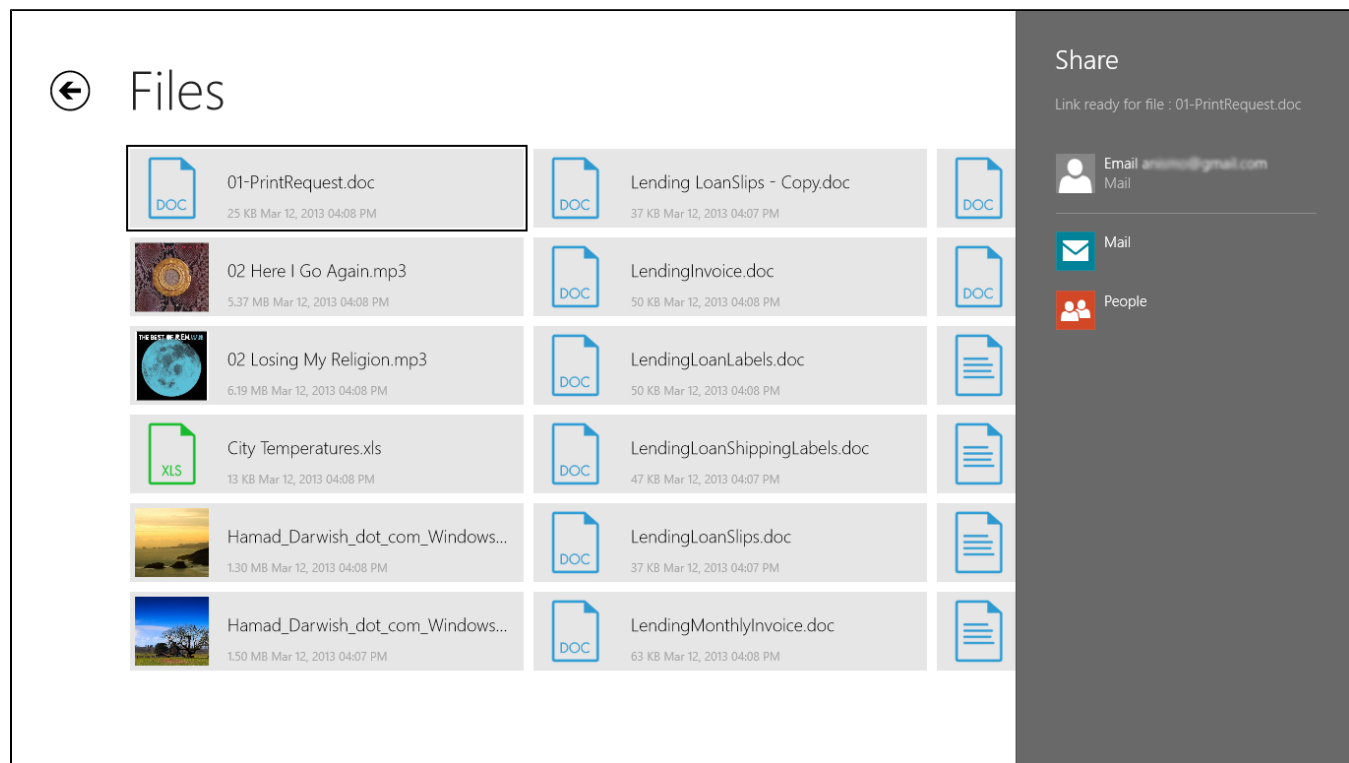 Files
01-PrintRequest.doc
25 KB Mar 12, 2013 04:08 PM
02 Here I Go Again.mp3
5.37 MB Mar 12, 2013 04:08 PM
THE BEST OF R.E.M.
02 Losing My Religion.mp3
6.19 MB Mar 12, 2013 04:08 PM
XLS
City Temperatures.xls
13 KB Mar 12, 2013 04:08 PM
Hamad_Darwish_dot_com_Windows...
1.30 MB Mar 12, 2013 04:08 PM
Hamad_Darwish_dot_com_Windows...
1.50 MB Mar 12, 2013 04:07 PM
DOC
DOC
Lending LoanSlips - Copy.doc
37 KB Mar 12, 2013 04:07 PM
DOC
LendingInvoice.doc
50 KB Mar 12, 2013 04:08 PM
DOC
LendingLoanLabels.doc
50 KB Mar 12, 2013 04:08 PM
DOC
LendingLoanShippingLabels.doc
47 KB Mar 12, 2013 04:07 PM
DOC
LendingLoanSlips.doc
37 KB Mar 12, 2013 04:07 PM
DOC
LendingMonthlyInvoice.doc
63 KB Mar 12, 2013 04:08 PM
DOC
DOC
Share
Link ready for file : 01-PrintRequest.doc
Email
Mail
Mail
People